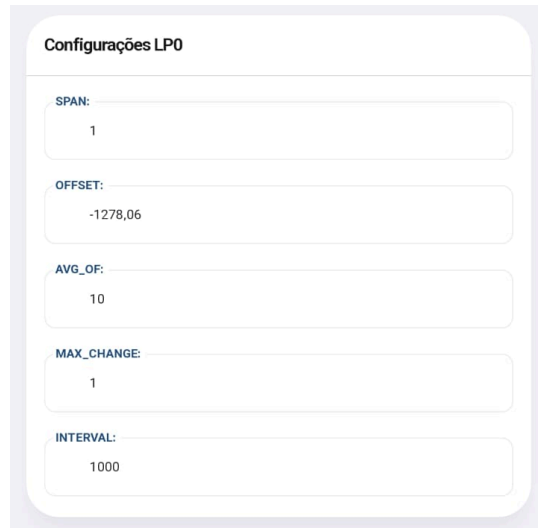 Configurações LP0
SPAN:
1
OFFSET:
-1278,06
AVG_OF:
10
MAX_CHANGE:
1
INTERVAL:
1000